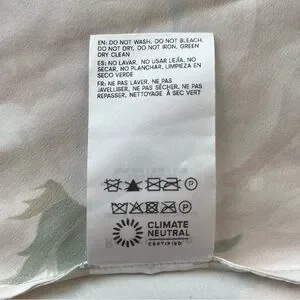 EN: DO NOT WASH. DO NOT BLEACH.
DO NOT DRY, DO NOT IRON, GREEN
DRY CLEAN
ES: NO LAVAR. NO USAR LEJÍA. NO
SECAR, NO PLANCHAR, LIMPIEZA EN
SECO VERDE
FR: NE PAS LAVER. NE PAS
JAVELLISER, NE PAS SÉCHER, NE PAS
REPASSER, NETTOYAGE À SEC VERT
P
P
CLIMATE
NEUTRAL
CERTIFIED